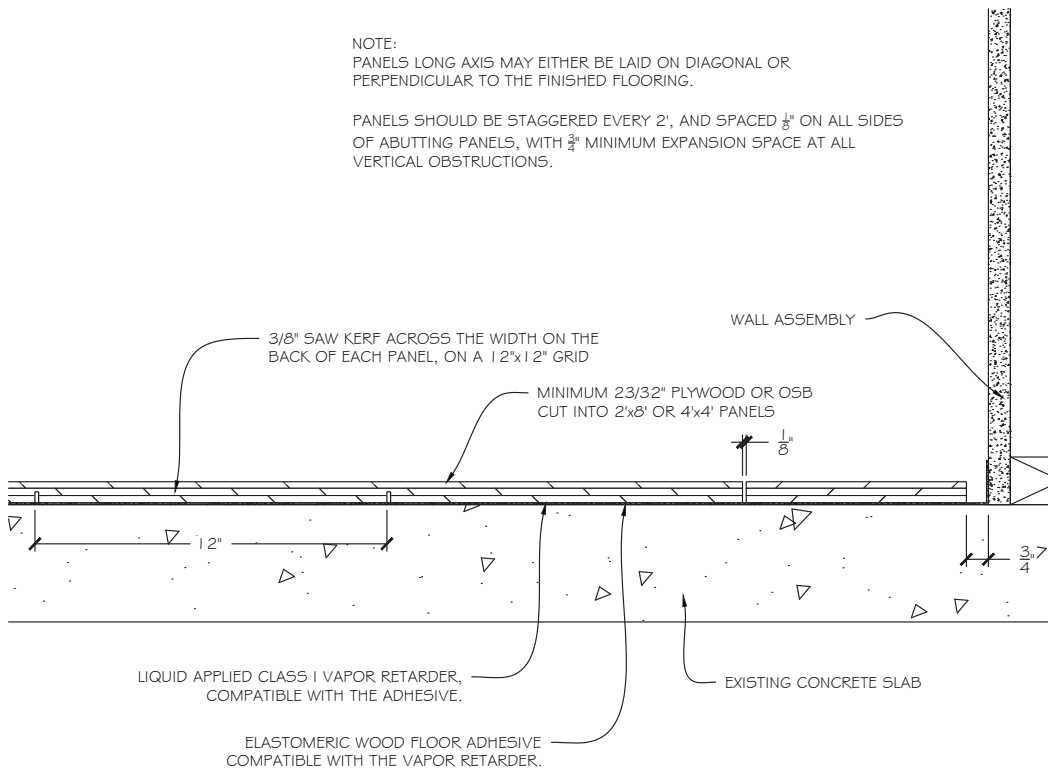 NOTE:
PANELS LONG AXIS MAY EITHER BE LAID ON DIAGONAL OR
PERPENDICULAR TO THE FINISHED FLOORING.
PANELS SHOULD BE STAGGERED EVERY 2', AND SPACED 1/8" ON ALL SIDES
OF ABUTTING PANELS, WITH 3/4" MINIMUM EXPANSION SPACE AT ALL
VERTICAL OBSTRUCTIONS.
WALL ASSEMBLY
3/8" SAW KERF ACROSS THE WIDTH ON THE
BACK OF EACH PANEL, ON A 12"x12" GRID
MINIMUM 23/32" PLYWOOD OR OSB
CUT INTO 2'x8' OR 4'x4' PANELS
1/8"
12"
3/4"
LIQUID APPLIED CLASS I VAPOR RETARDER,
COMPATIBLE WITH THE ADHESIVE.
EXISTING CONCRETE SLAB
ELASTOMERIC WOOD FLOOR ADHESIVE
COMPATIBLE WITH THE VAPOR RETARDER.